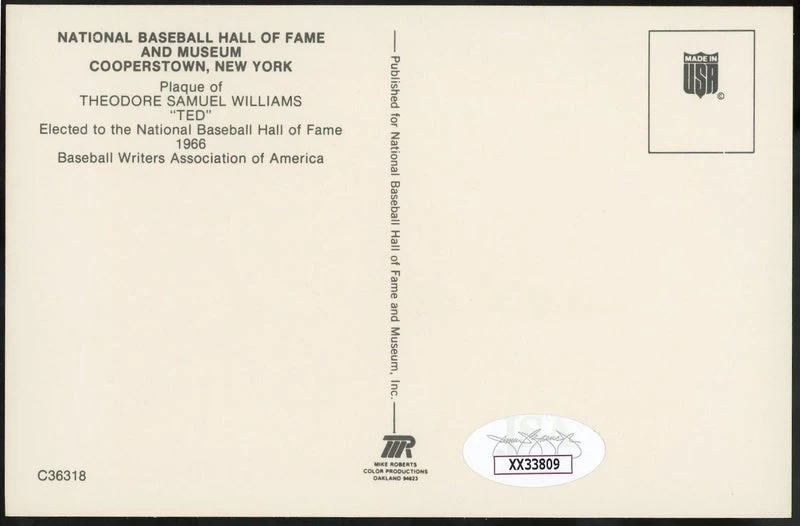 NATIONAL BASEBALL HALL OF FAME
AND MUSEUM
COOPERSTOWN, NEW YORK
Plaque of
THEODORE SAMUEL WILLIAMS
"TED"
Elected to the National Baseball Hall of Fame
1966
Baseball Writers Association of America
C36318
Published for National Baseball Hall of Fame and Museum, Inc.
MR
MIKE ROBERTS
COLOR PRODUCTIONS
OAKLAND 94623
MADE IN
USA
©
XX33809